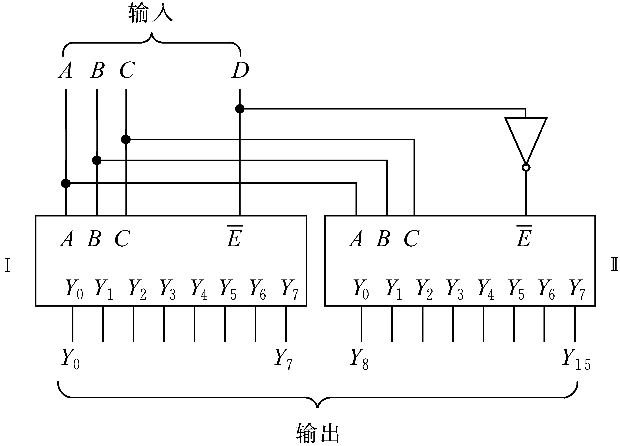 输入
A B C D
A B C E̅ A B C E̅
Ⅰ Ⅱ
Y₀ Y₁ Y₂ Y₃ Y₄ Y₅ Y₆ Y₇ Y₀ Y₁ Y₂ Y₃ Y₄ Y₅ Y₆ Y₇
Y₀ Y₇ Y₈ Y₁₅
输出